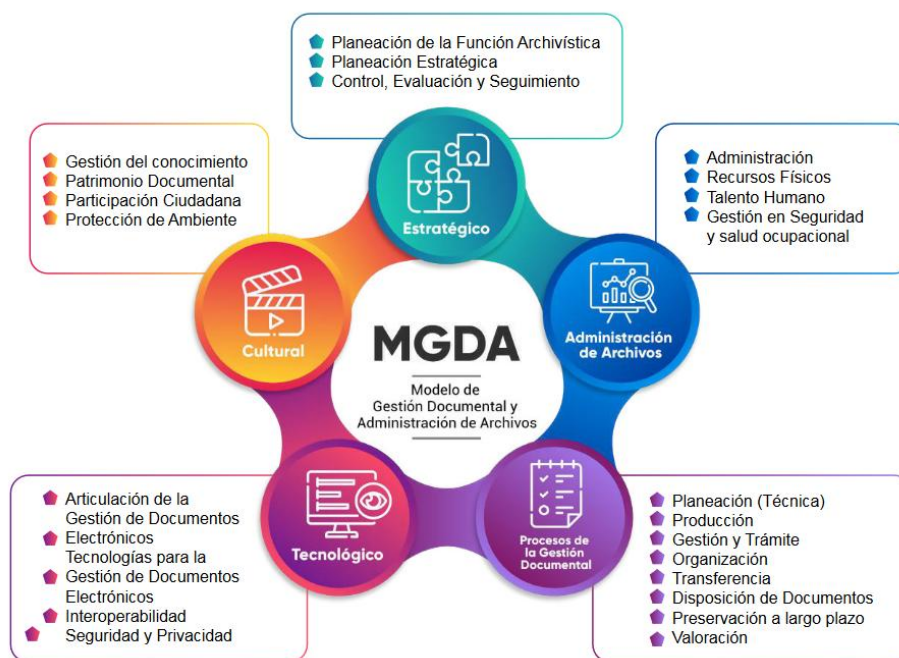 Planeación de la Función Archivística
Planeación Estratégica
Control, Evaluación y Seguimiento
Gestión del conocimiento
Patrimonio Documental
Participación Ciudadana
Protección de Ambiente
Administración
Recursos Físicos
Talento Humano
Gestión en Seguridad
y salud ocupacional
Estratégico
Cultural
Administración
de Archivos
MGDA
Modelo de
Gestión Documental y
Administración de Archivos
Tecnológico
Procesos de
la Gestión
Documental
Articulación de la
Gestión de Documentos
Electrónicos
Tecnologías para la
Gestión de Documentos
Electrónicos
Interoperabilidad
Seguridad y Privacidad
Planeación (Técnica)
Producción
Gestión y Trámite
Organización
Transferencia
Disposición de Documentos
Preservación a largo plazo
Valoración